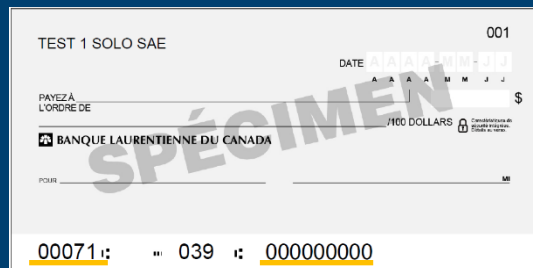 001
TEST 1 SOLO SAE
DATE A A A A - M M - J J
A A A A M M J J
PAYEZ À
L'ORDRE DE
$
/100 DOLLARS
BANQUE LAURENTIENNE DU CANADA
SPÉCIMEN
POUR
MI
00071⑆ ⑈ 039 ⑆ 000000000